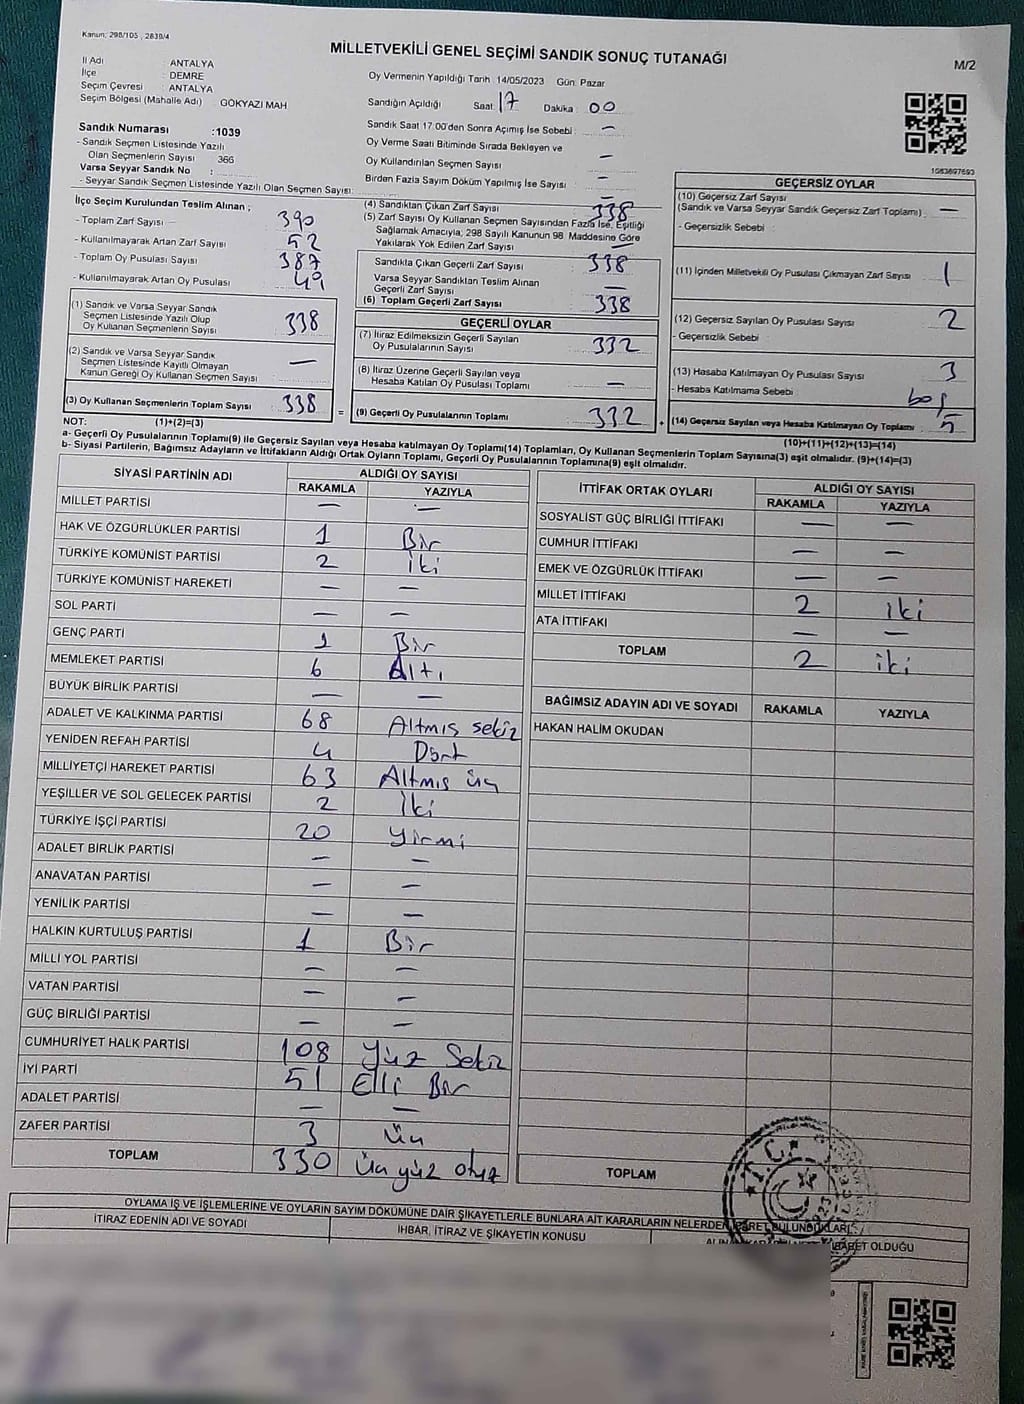 Kanun; 298/105 , 2839/4
MİLLETVEKİLİ GENEL SEÇİMİ SANDIK SONUÇ TUTANAĞI
M/2
İl Adı ANTALYA
İlçe DEMRE
Seçim Çevresi : ANTALYA
Seçim Bölgesi (Mahalle Adı) : GÖKYAZI MAH
Oy Vermenin Yapıldığı Tarih 14/05/2023 Gün: Pazar
Sandığın Açıldığı Saat 17 Dakika : 00
Sandık Saat 17:00'den Sonra Açılmış İse Sebebi : —
Oy Verme Saati Bitiminde Sırada Bekleyen ve
Oy Kullandırılan Seçmen Sayısı —
Birden Fazla Sayım Döküm Yapılmış İse Sayısı : —
Sandık Numarası :1039
- Sandık Seçmen Listesinde Yazılı
Olan Seçmenlerin Sayısı 366
Varsa Seyyar Sandık No :
- Seyyar Sandık Seçmen Listesinde Yazılı Olan Seçmen Sayısı:
İlçe Seçim Kurulundan Teslim Alınan ;
- Toplam Zarf Sayısı 390
- Kullanılmayarak Artan Zarf Sayısı : 52
- Toplam Oy Pusulası Sayısı : 387
- Kullanılmayarak Artan Oy Pusulası : 49
(1) Sandık ve Varsa Seyyar Sandık
Seçmen Listesinde Yazılı Olup
Oy Kullanan Seçmenlerin Sayısı : 338
(2) Sandık ve Varsa Seyyar Sandık
Seçmen Listesinde Kayıtlı Olmayan
Kanun Gereği Oy Kullanan Seçmen Sayısı : —
(3) Oy Kullanan Seçmenlerin Toplam Sayısı : 338
(4) Sandıktan Çıkan Zarf Sayısı : 338
(5) Zarf Sayısı Oy Kullanan Seçmen Sayısından Fazla İse, Eşitliği
Sağlamak Amacıyla, 298 Sayılı Kanunun 98. Maddesine Göre
Yakılarak Yok Edilen Zarf Sayısı : —
Sandıkta Çıkan Geçerli Zarf Sayısı : 338
Varsa Seyyar Sandıktan Teslim Alınan
Geçerli Zarf Sayısı : —
(6) Toplam Geçerli Zarf Sayısı : 338
GEÇERLİ OYLAR
(7) İtiraz Edilmeksizin Geçerli Sayılan
Oy Pusulalarının Sayısı : 332
(8) İtiraz Üzerine Geçerli Sayılan veya
Hesaba Katılan Oy Pusulası Toplamı : —
= (9) Geçerli Oy Pusulalarının Toplamı : 332 +
1083897693
GEÇERSİZ OYLAR
(10) Geçersiz Zarf Sayısı
(Sandık ve Varsa Seyyar Sandık Geçersiz Zarf Toplamı) : —
- Geçersizlik Sebebi :
(11) İçinden Milletvekili Oy Pusulası Çıkmayan Zarf Sayısı : 1
(12) Geçersiz Sayılan Oy Pusulası Sayısı : 2
- Geçersizlik Sebebi :
(13) Hesaba Katılmayan Oy Pusulası Sayısı : 3
- Hesaba Katılmama Sebebi : boş
(14) Geçersiz Sayılan veya Hesaba Katılmayan Oy Toplamı : 5
NOT: (1)+(2)=(3) (10)+(11)+(12)+(13)=(14)
a- Geçerli Oy Pusulalarının Toplamı(9) ile Geçersiz Sayılan veya Hesaba katılmayan Oy Toplamı(14) Toplamları, Oy Kullanan Seçmenlerin Toplam Sayısına(3) eşit olmalıdır. (9)+(14)=(3)
b- Siyasi Partilerin, Bağımsız Adayların ve İttifakların Aldığı Ortak Oyların Toplamı, Geçerli Oy Pusulalarının Toplamına(9) eşit olmalıdır.
SİYASİ PARTİNİN ADI ALDIĞI OY SAYISI
RAKAMLA YAZIYLA
MİLLET PARTİSİ — —
HAK VE ÖZGÜRLÜKLER PARTİSİ 1 Bir
TÜRKİYE KOMÜNİST PARTİSİ 2 iki
TÜRKİYE KOMÜNİST HAREKETİ — —
SOL PARTİ — —
GENÇ PARTİ 1 Bir
MEMLEKET PARTİSİ 6 Altı
BÜYÜK BİRLİK PARTİSİ — —
ADALET VE KALKINMA PARTİSİ 68 Altmış sekiz
YENİDEN REFAH PARTİSİ 4 Dört
MİLLİYETÇİ HAREKET PARTİSİ 63 Altmış üç
YEŞİLLER VE SOL GELECEK PARTİSİ 2 İki
TÜRKİYE İŞÇİ PARTİSİ 20 Yirmi
ADALET BİRLİK PARTİSİ — —
ANAVATAN PARTİSİ — —
YENİLİK PARTİSİ — —
HALKIN KURTULUŞ PARTİSİ 1 Bir
MİLLİ YOL PARTİSİ — —
VATAN PARTİSİ — —
GÜÇ BİRLİĞİ PARTİSİ — —
CUMHURİYET HALK PARTİSİ 108 Yüz Sekiz
İYİ PARTİ 51 Elli Bir
ADALET PARTİSİ — —
ZAFER PARTİSİ 3 Üç
TOPLAM 330 Üçyüz otuz
İTTİFAK ORTAK OYLARI ALDIĞI OY SAYISI
RAKAMLA YAZIYLA
SOSYALİST GÜÇ BİRLİĞİ İTTİFAKI — —
CUMHUR İTTİFAKI — —
EMEK VE ÖZGÜRLÜK İTTİFAKI — —
MİLLET İTTİFAKI 2 iki
ATA İTTİFAKI — —
TOPLAM 2 iki
BAĞIMSIZ ADAYIN ADI VE SOYADI RAKAMLA YAZIYLA
HAKAN HALİM OKUDAN
TOPLAM
T.C.
OYLAMA İŞ VE İŞLEMLERİNE VE OYLARIN SAYIM DÖKÜMÜNE DAİR ŞİKAYETLERLE BUNLARA AİT KARARLARIN NELERDEN İBARET BULUNDUKLARI
İTİRAZ EDENİN ADI VE SOYADI İHBAR, İTİRAZ VE ŞİKAYETİN KONUSU İBARET OLDUĞU